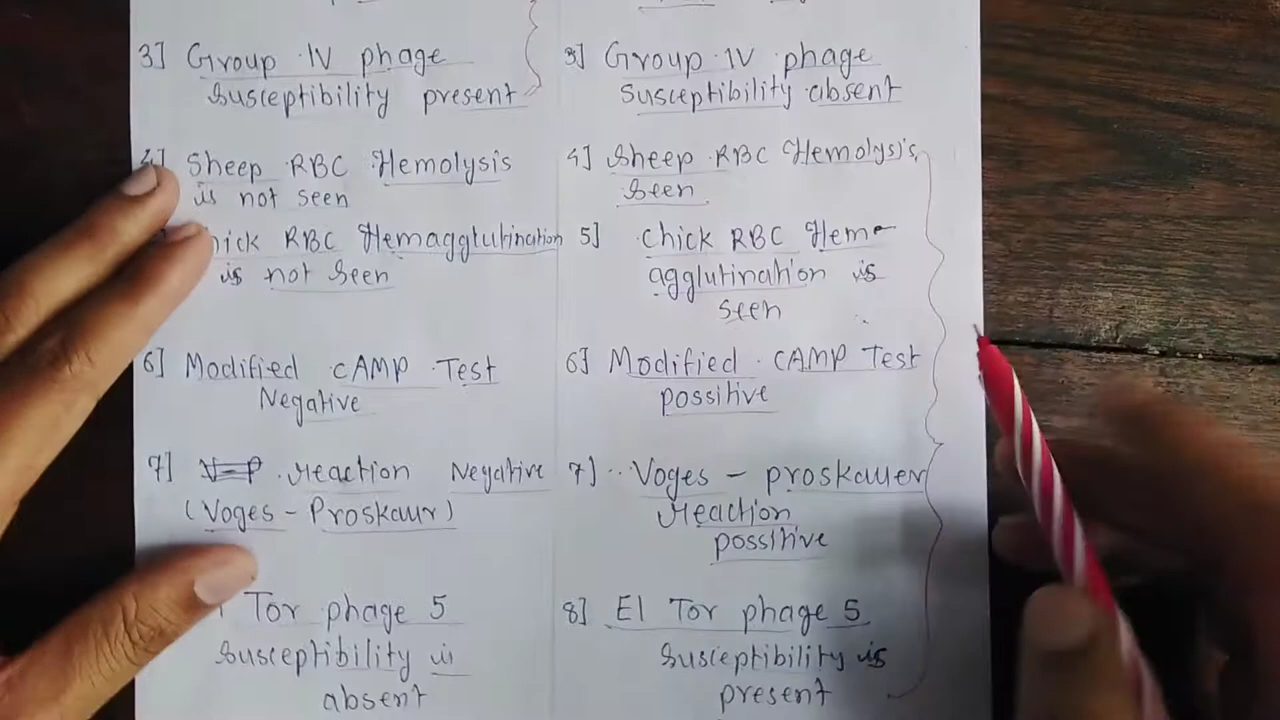 3] Group IV phage
Susceptibility present
4] Sheep RBC Hemolysis
is not seen
hick RBC Hemagglutination
is not seen
6] Modified CAMP Test
Negative
7] V-P reaction Negative
(Voges - Proskaur)
Tor phage 5
Susceptibility is
absent
3] Group IV phage
Susceptibility absent
4] Sheep RBC Hemolysis
Seen
5] chick RBC Hem-
agglutination is
seen
6] Modified CAMP Test
possitive
7] Voges - proskauer
reaction
possitive
8] El Tor phage 5
Susceptibility is
present